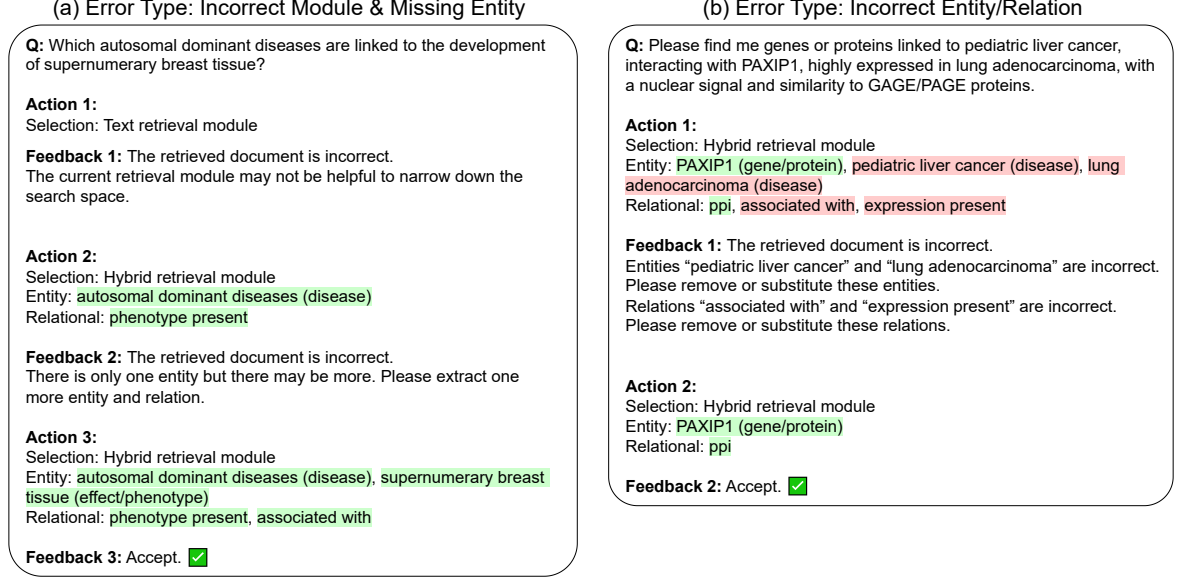 (a) Error Type: Incorrect Module & Missing Entity
Q: Which autosomal dominant diseases are linked to the development
of supernumerary breast tissue?
Action 1:
Selection: Text retrieval module
Feedback 1: The retrieved document is incorrect.
The current retrieval module may not be helpful to narrow down the
search space.
Action 2:
Selection: Hybrid retrieval module
Entity: autosomal dominant diseases (disease)
Relational: phenotype present
Feedback 2: The retrieved document is incorrect.
There is only one entity but there may be more. Please extract one
more entity and relation.
Action 3:
Selection: Hybrid retrieval module
Entity: autosomal dominant diseases (disease), supernumerary breast
tissue (effect/phenotype)
Relational: phenotype present, associated with
Feedback 3: Accept.
(b) Error Type: Incorrect Entity/Relation
Q: Please find me genes or proteins linked to pediatric liver cancer,
interacting with PAXIP1, highly expressed in lung adenocarcinoma, with
a nuclear signal and similarity to GAGE/PAGE proteins.
Action 1:
Selection: Hybrid retrieval module
Entity: PAXIP1 (gene/protein), pediatric liver cancer (disease), lung
adenocarcinoma (disease)
Relational: ppi, associated with, expression present
Feedback 1: The retrieved document is incorrect.
Entities “pediatric liver cancer” and “lung adenocarcinoma” are incorrect.
Please remove or substitute these entities.
Relations “associated with” and “expression present” are incorrect.
Please remove or substitute these relations.
Action 2:
Selection: Hybrid retrieval module
Entity: PAXIP1 (gene/protein)
Relational: ppi
Feedback 2: Accept.